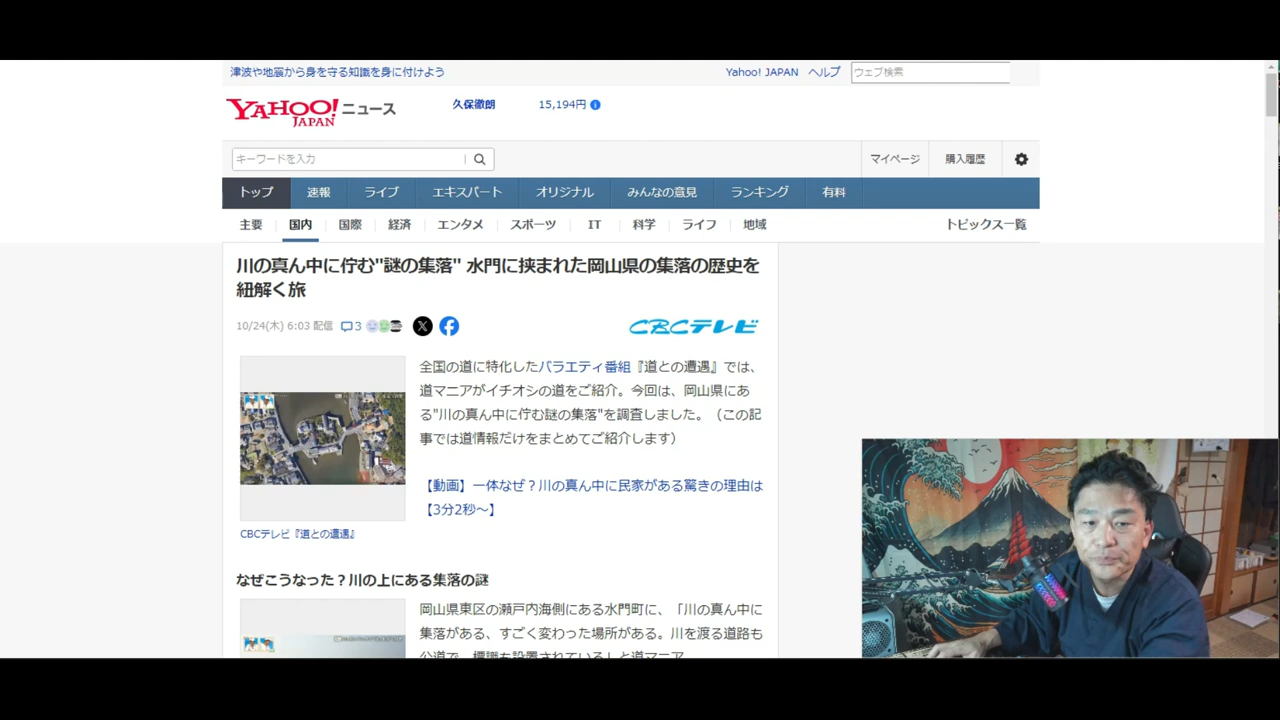 津波や地震から身を守る知識を身に付けよう
Yahoo! JAPAN ヘルプ ウェブ検索
YAHOO! JAPAN ニュース 久保徹朗 15,194円
キーワードを入力 マイページ 購入履歴
トップ 速報 ライブ エキスパート オリジナル みんなの意見 ランキング 有料
主要 国内 国際 経済 エンタメ スポーツ IT 科学 ライフ 地域 トピックス一覧
川の真ん中に佇む"謎の集落" 水門に挟まれた岡山県の集落の歴史を
紐解く旅
10/24(木) 6:03 配信 3
CBCテレビ
全国の道に特化したバラエティ番組『道との遭遇』では、
道マニアがイチオシの道をご紹介。今回は、岡山県にあ
る"川の真ん中に佇む謎の集落"を調査しました。（この記
事では道情報だけをまとめてご紹介します）
【動画】一体なぜ？川の真ん中に民家がある驚きの理由は
【3分2秒～】
CBCテレビ『道との遭遇』
なぜこうなった？川の上にある集落の謎
岡山県東区の瀬戸内海側にある水門町に、「川の真ん中に
集落がある、すごく変わった場所がある。川を渡る道路も
公道で、標識も設置されている」と道マニア